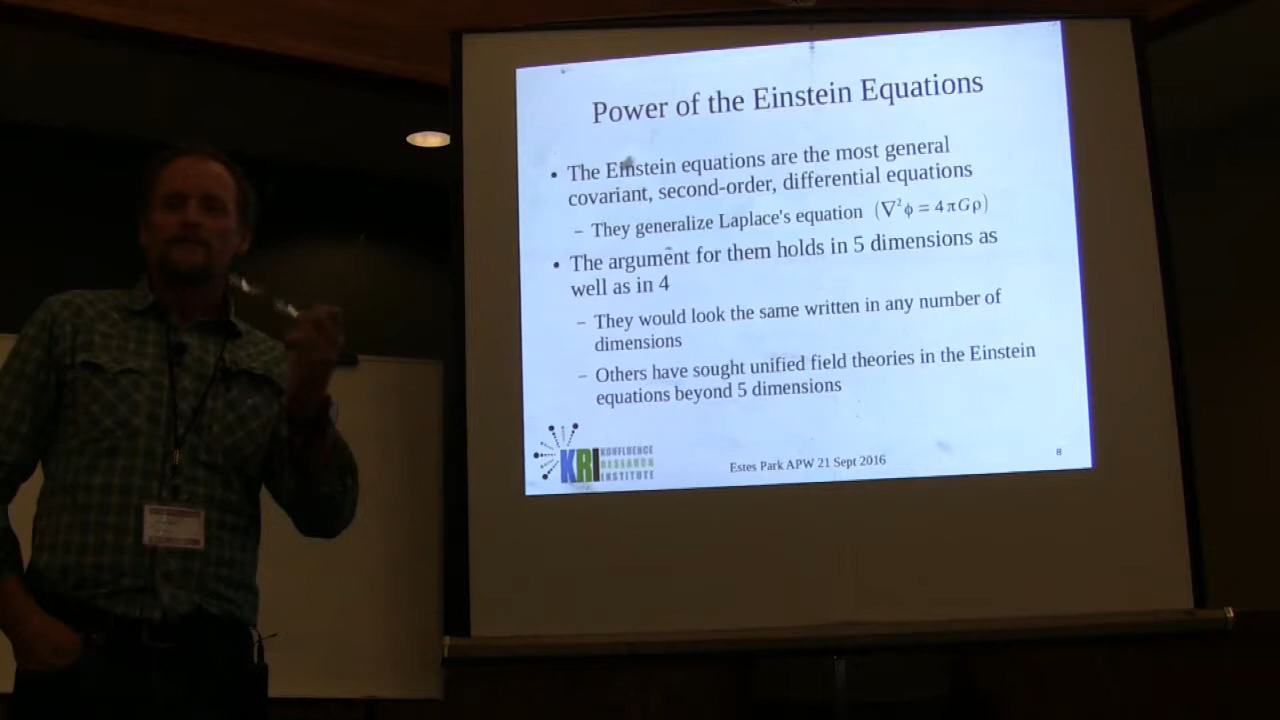 Power of the Einstein Equations
• The Einstein equations are the most general
covariant, second-order, differential equations
– They generalize Laplace's equation (∇²ϕ = 4πGρ)
• The argument for them holds in 5 dimensions as
well as in 4
– They would look the same written in any number of
dimensions
– Others have sought unified field theories in the Einstein
equations beyond 5 dimensions
KRI KONFLUENCE
RESEARCH
INSTITUTE
Estes Park APW 21 Sept 2016
8